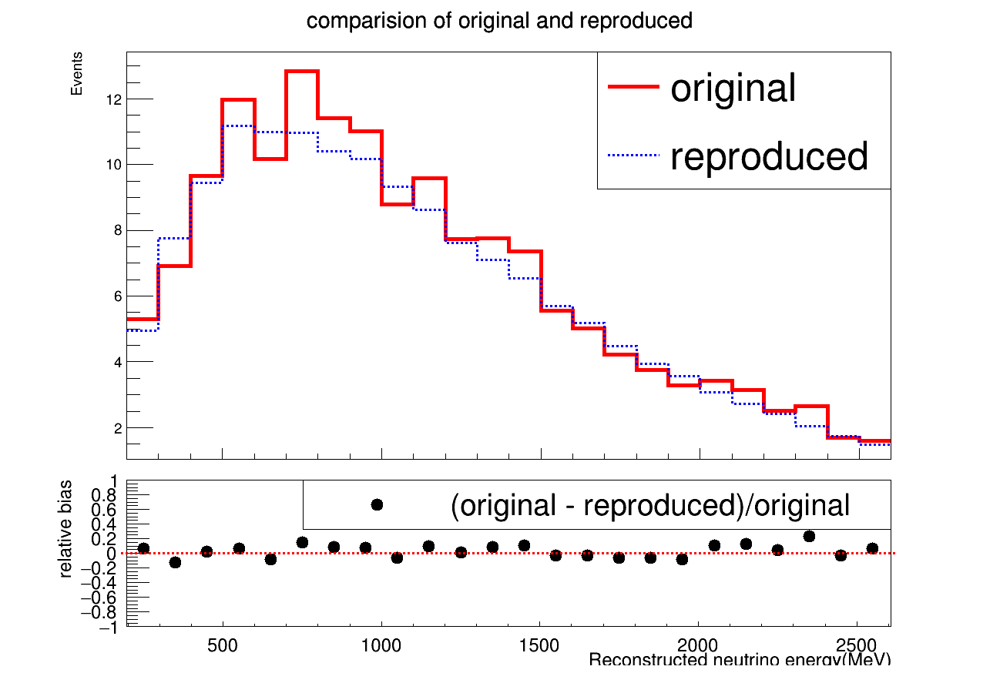 comparision of original and reproduced
Events
original
reproduced
12
10
8
6
4
2
relative bias
(original - reproduced)/original
1
0.8
0.6
0.4
0.2
0
−0.2
−0.4
−0.6
−0.8
−1
500 1000 1500 2000 2500
Reconstructed neutrino energy(MeV)